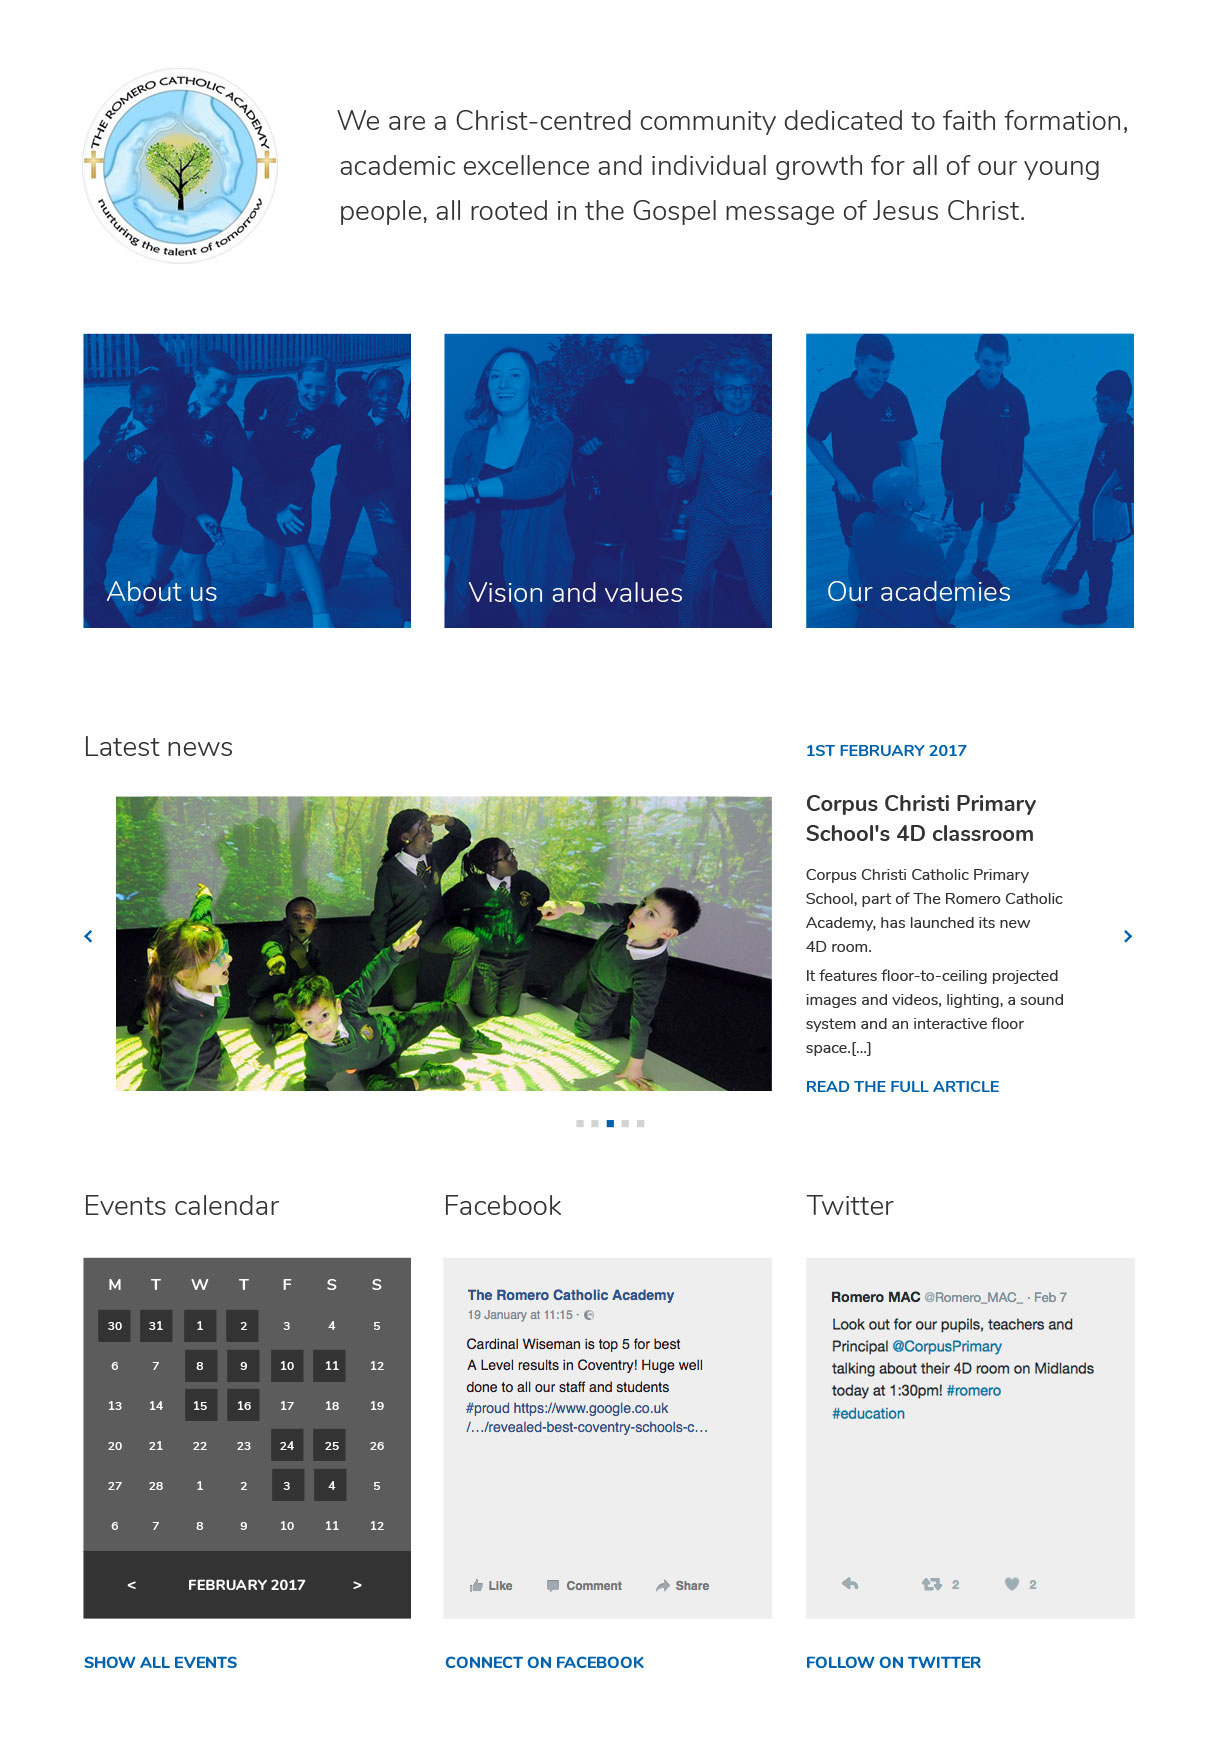 THE ROMERO CATHOLIC ACADEMY
nurturing the talent of tomorrow
We are a Christ-centred community dedicated to faith formation,
academic excellence and individual growth for all of our young
people, all rooted in the Gospel message of Jesus Christ.
About us
Vision and values
Our academies
Latest news
1ST FEBRUARY 2017
Corpus Christi Primary
School's 4D classroom
Corpus Christi Catholic Primary
School, part of The Romero Catholic
Academy, has launched its new
4D room.
It features floor-to-ceiling projected
images and videos, lighting, a sound
system and an interactive floor
space.[...]
READ THE FULL ARTICLE
Events calendar
M T W T F S S
30 31 1 2 3 4 5
6 7 8 9 10 11 12
13 14 15 16 17 18 19
20 21 22 23 24 25 26
27 28 1 2 3 4 5
6 7 8 9 10 11 12
< FEBRUARY 2017 >
SHOW ALL EVENTS
Facebook
The Romero Catholic Academy
19 January at 11:15 ·
Cardinal Wiseman is top 5 for best
A Level results in Coventry! Huge well
done to all our staff and students
#proud https://www.google.co.uk
/…/revealed-best-coventry-schools-c…
Like Comment Share
CONNECT ON FACEBOOK
Twitter
Romero MAC @Romero_MAC_ · Feb 7
Look out for our pupils, teachers and
Principal @CorpusPrimary
talking about their 4D room on Midlands
today at 1:30pm! #romero
#education
2 2
FOLLOW ON TWITTER